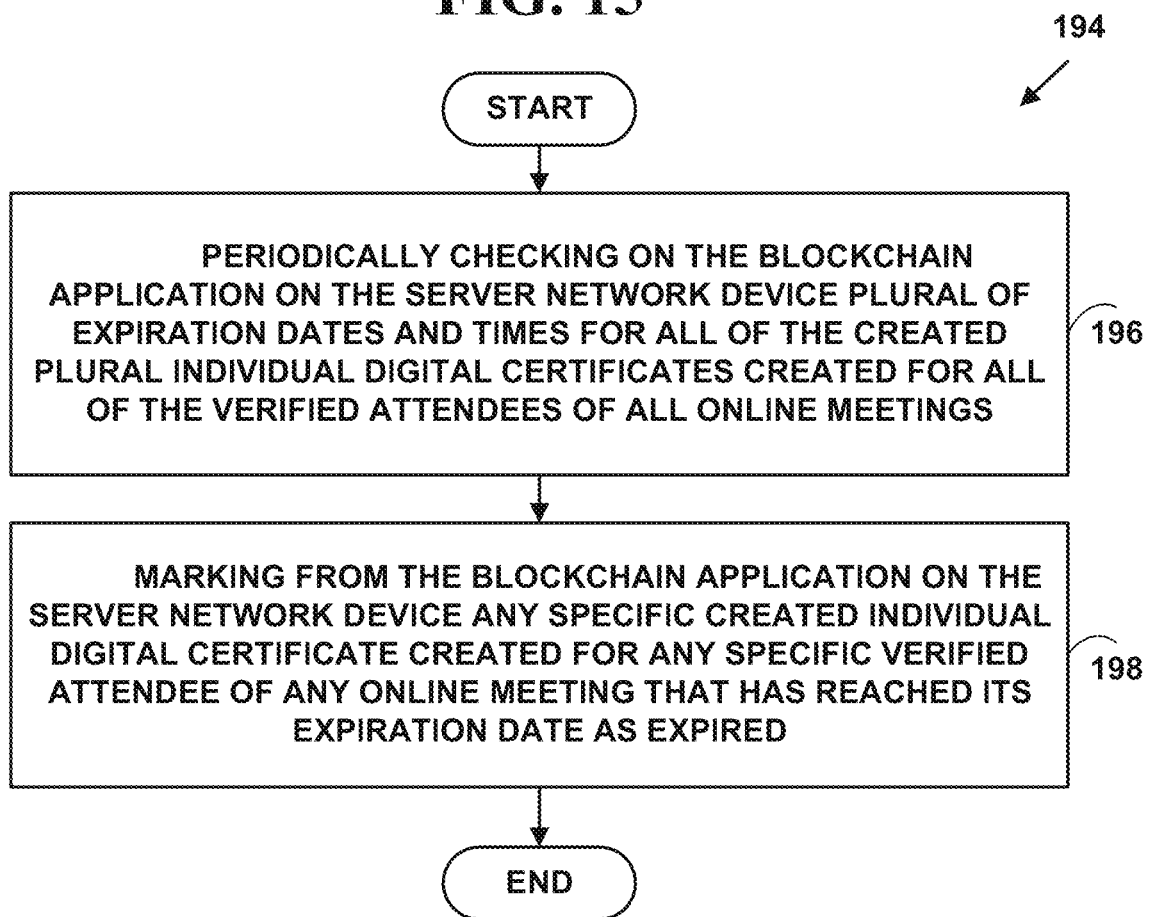 FIG. 13
194
START
PERIODICALLY CHECKING ON THE BLOCKCHAIN
APPLICATION ON THE SERVER NETWORK DEVICE PLURAL OF
EXPIRATION DATES AND TIMES FOR ALL OF THE CREATED
PLURAL INDIVIDUAL DIGITAL CERTIFICATES CREATED FOR ALL
OF THE VERIFIED ATTENDEES OF ALL ONLINE MEETINGS
196
MARKING FROM THE BLOCKCHAIN APPLICATION ON THE
SERVER NETWORK DEVICE ANY SPECIFIC CREATED INDIVIDUAL
DIGITAL CERTIFICATE CREATED FOR ANY SPECIFIC VERIFIED
ATTENDEE OF ANY ONLINE MEETING THAT HAS REACHED ITS
EXPIRATION DATE AS EXPIRED
198
END